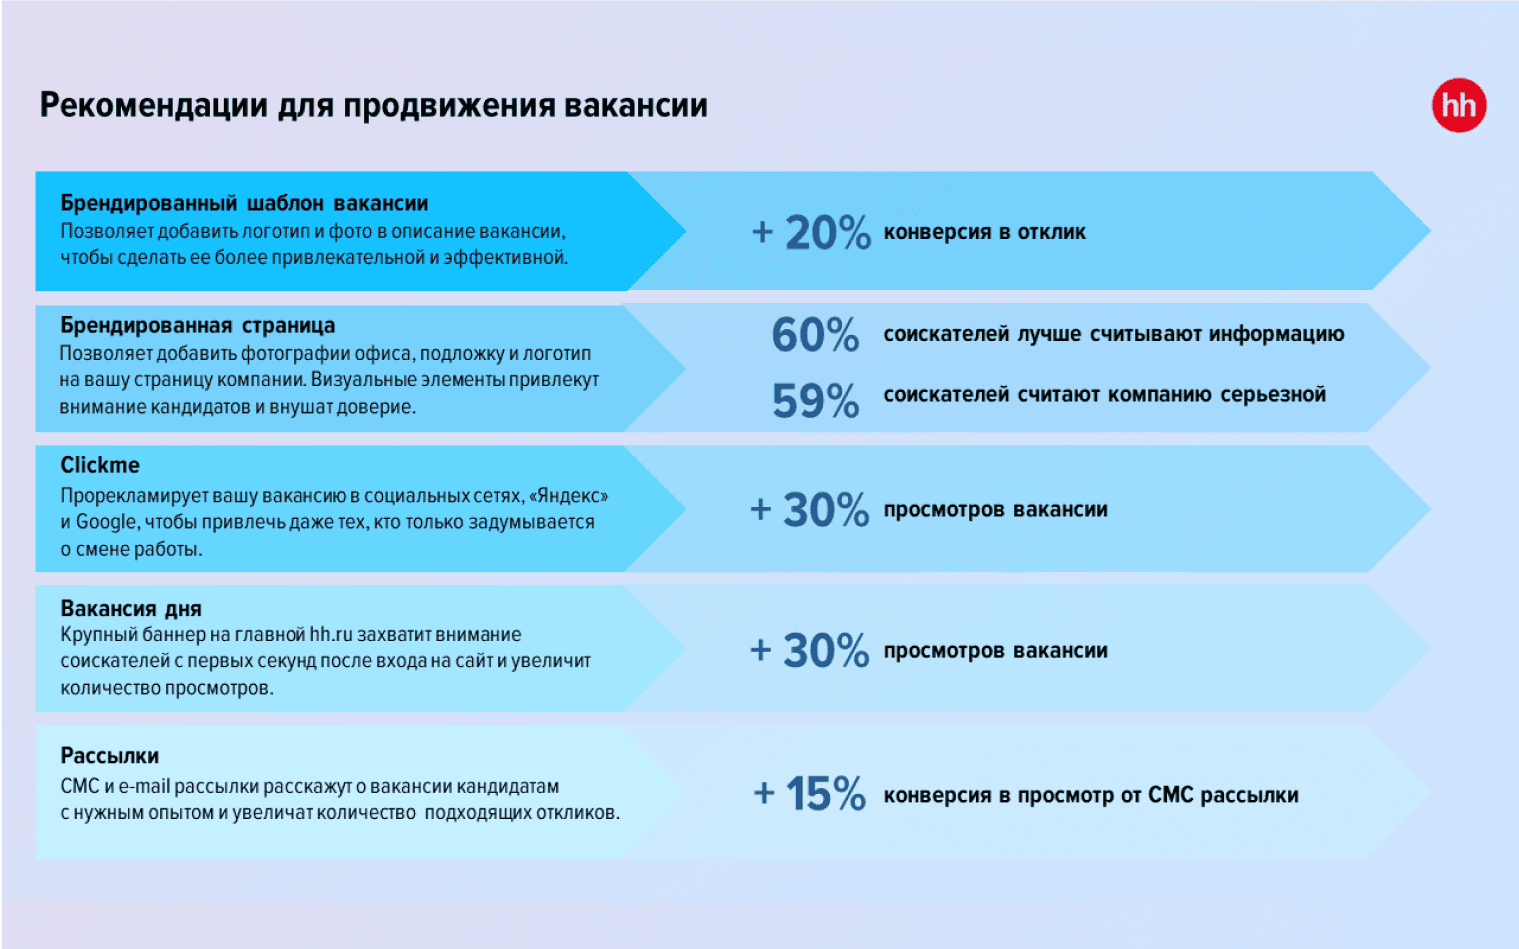 Рекомендации для продвижения вакансии
hh
Брендированный шаблон вакансии
Позволяет добавить логотип и фото в описание вакансии,
чтобы сделать ее более привлекательной и эффективной.
+ 20% конверсия в отклик
Брендированная страница
Позволяет добавить фотографии офиса, подложку и логотип
на вашу страницу компании. Визуальные элементы привлекут
внимание кандидатов и внушат доверие.
60% соискателей лучше считывают информацию
59% соискателей считают компанию серьезной
Clickme
Прорекламирует вашу вакансию в социальных сетях, «Яндекс»
и Google, чтобы привлечь даже тех, кто только задумывается
о смене работы.
+ 30% просмотров вакансии
Вакансия дня
Крупный баннер на главной hh.ru захватит внимание
соискателей с первых секунд после входа на сайт и увеличит
количество просмотров.
+ 30% просмотров вакансии
Рассылки
СМС и e-mail рассылки расскажут о вакансии кандидатам
с нужным опытом и увеличат количество подходящих откликов.
+ 15% конверсия в просмотр от СМС рассылки